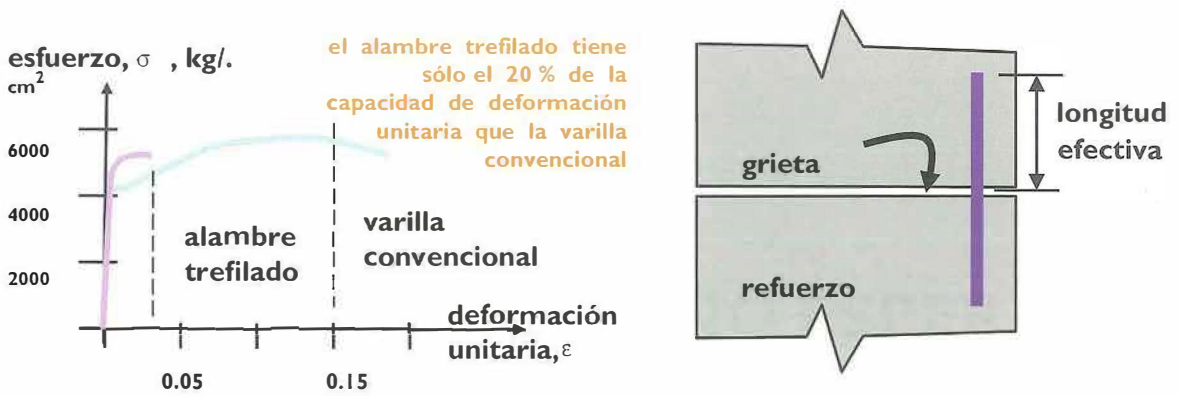 esfuerzo, σ , kg/.
cm²
6000
4000
2000
el alambre trefilado tiene
sólo el 20 % de la
capacidad de deformación
unitaria que la varilla
convencional
alambre
trefilado
varilla
convencional
deformación
unitaria, ε
0.05
0.15
longitud
efectiva
grieta
refuerzo